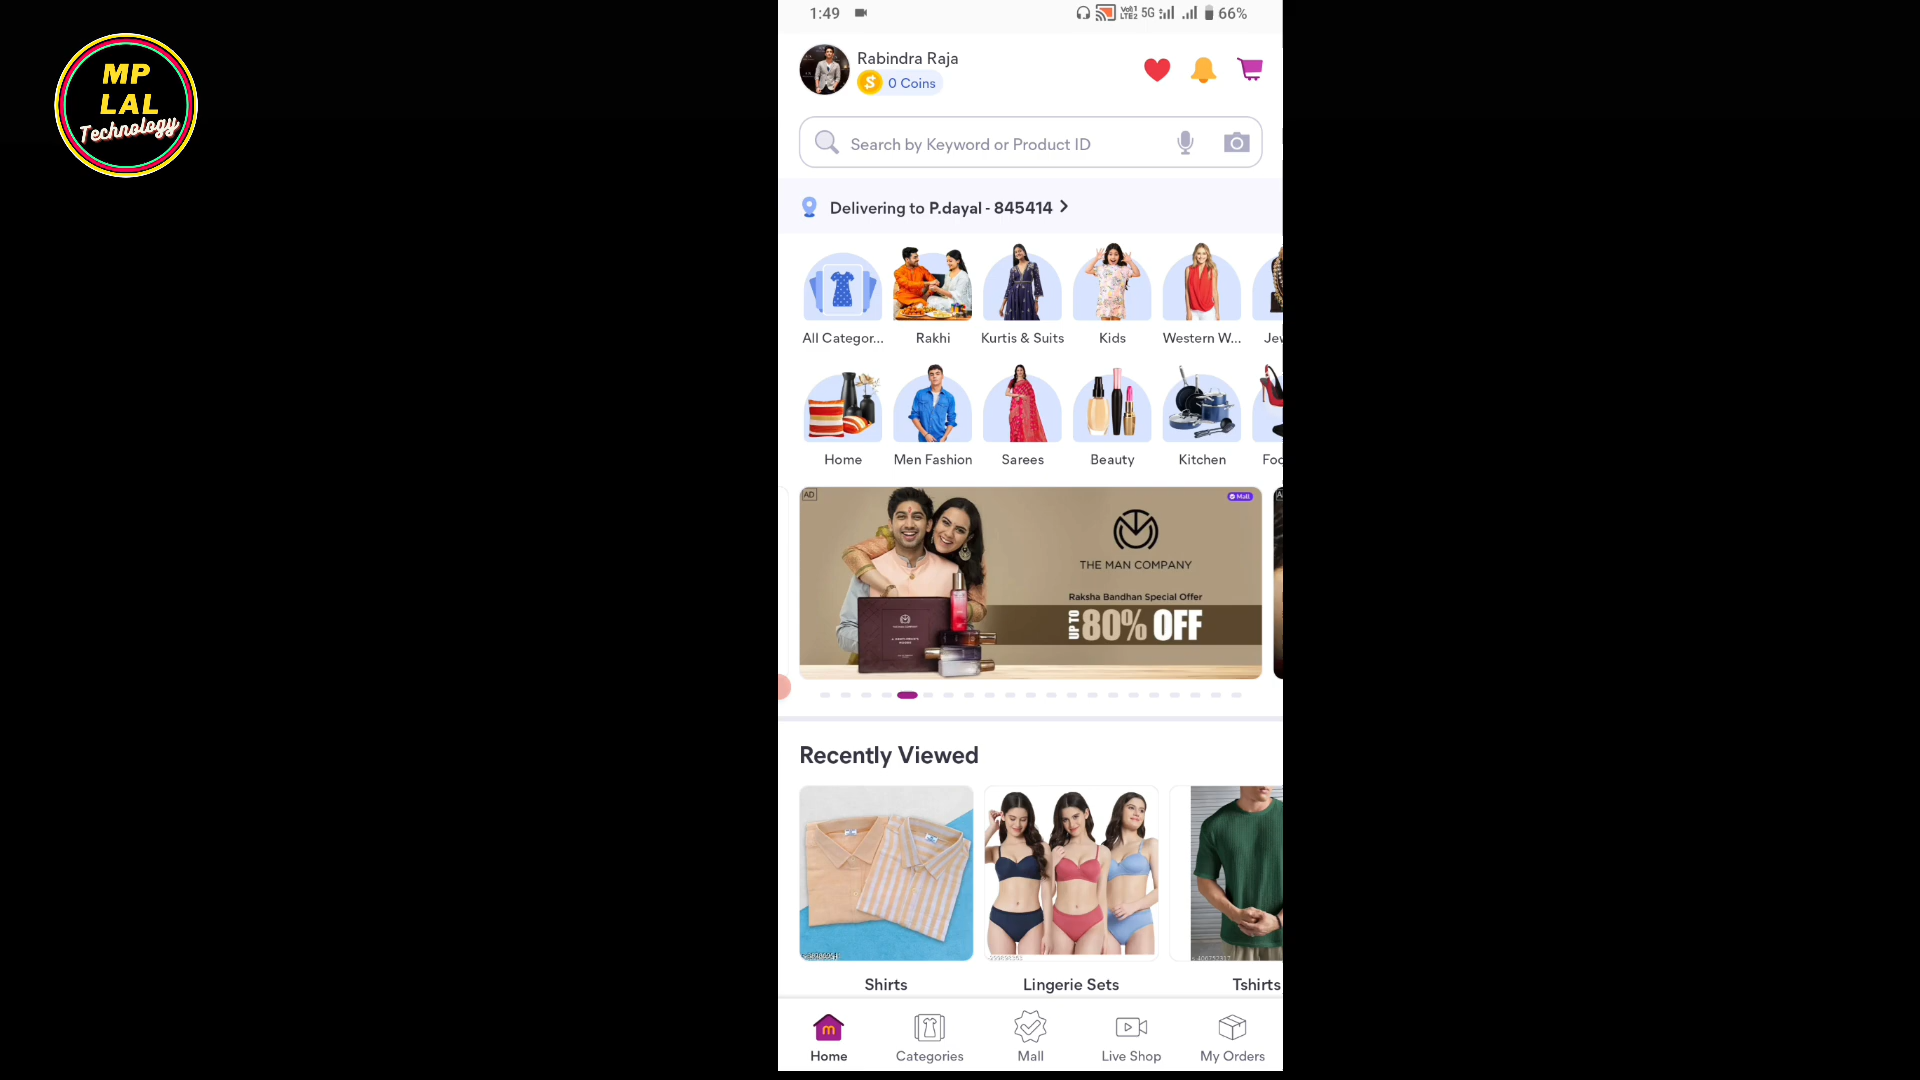 MP
LAL
Technology
1:49
5G
66%
Rabindra Raja
0 Coins
Search by Keyword or Product ID
Delivering to P.dayal - 845414
All Categor...
Rakhi
Kurtis & Suits
Kids
Western W...
Home
Men Fashion
Sarees
Beauty
Kitchen
AD
Mall
THE MAN COMPANY
Raksha Bandhan Special Offer
UP TO 80% OFF
Recently Viewed
Shirts
Lingerie Sets
Tshirts
Home
Categories
Mall
Live Shop
My Orders